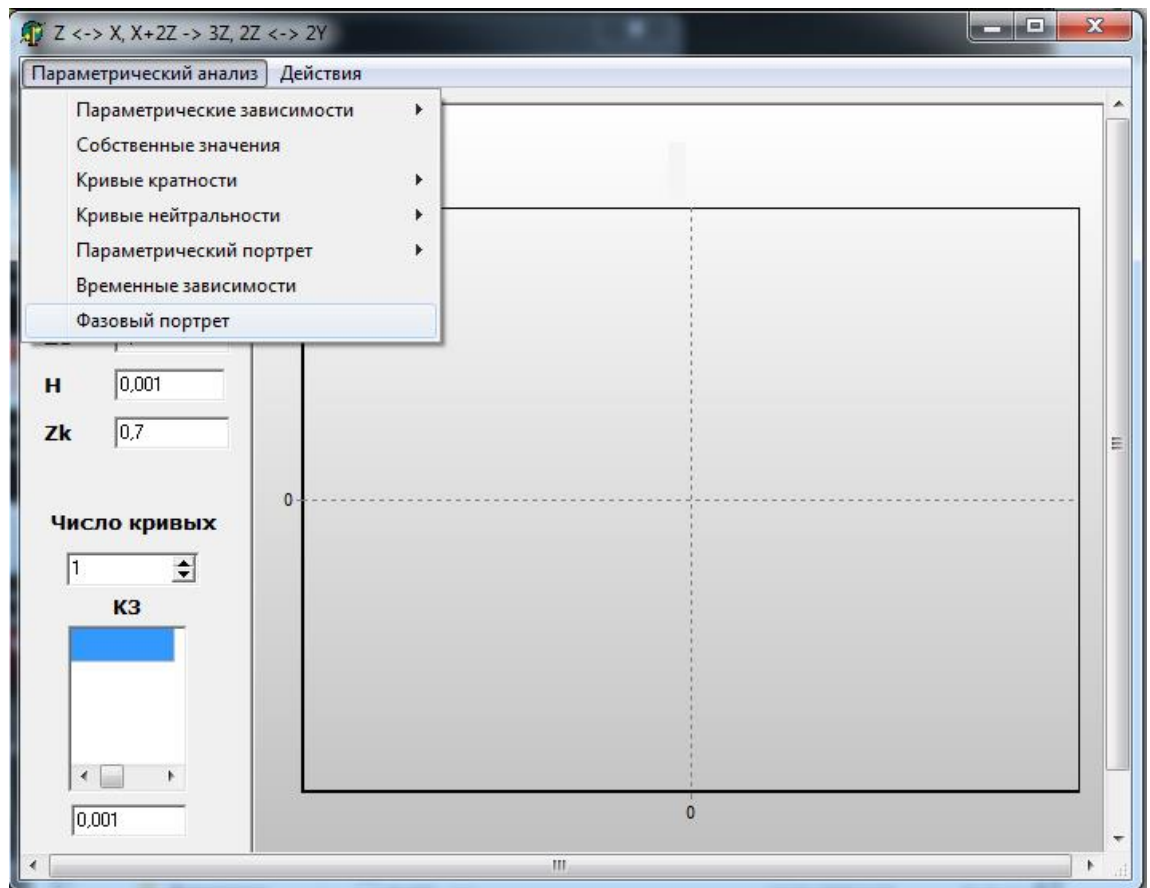 Z <-> X, X+2Z -> 3Z, 2Z <-> 2Y
Параметрический анализ Действия
Параметрические зависимости
Собственные значения
Кривые кратности
Кривые нейтральности
Параметрический портрет
Временные зависимости
Фазовый портрет
H 0,001
Zk 0,7
0
Число кривых
1
КЗ
0,001
0